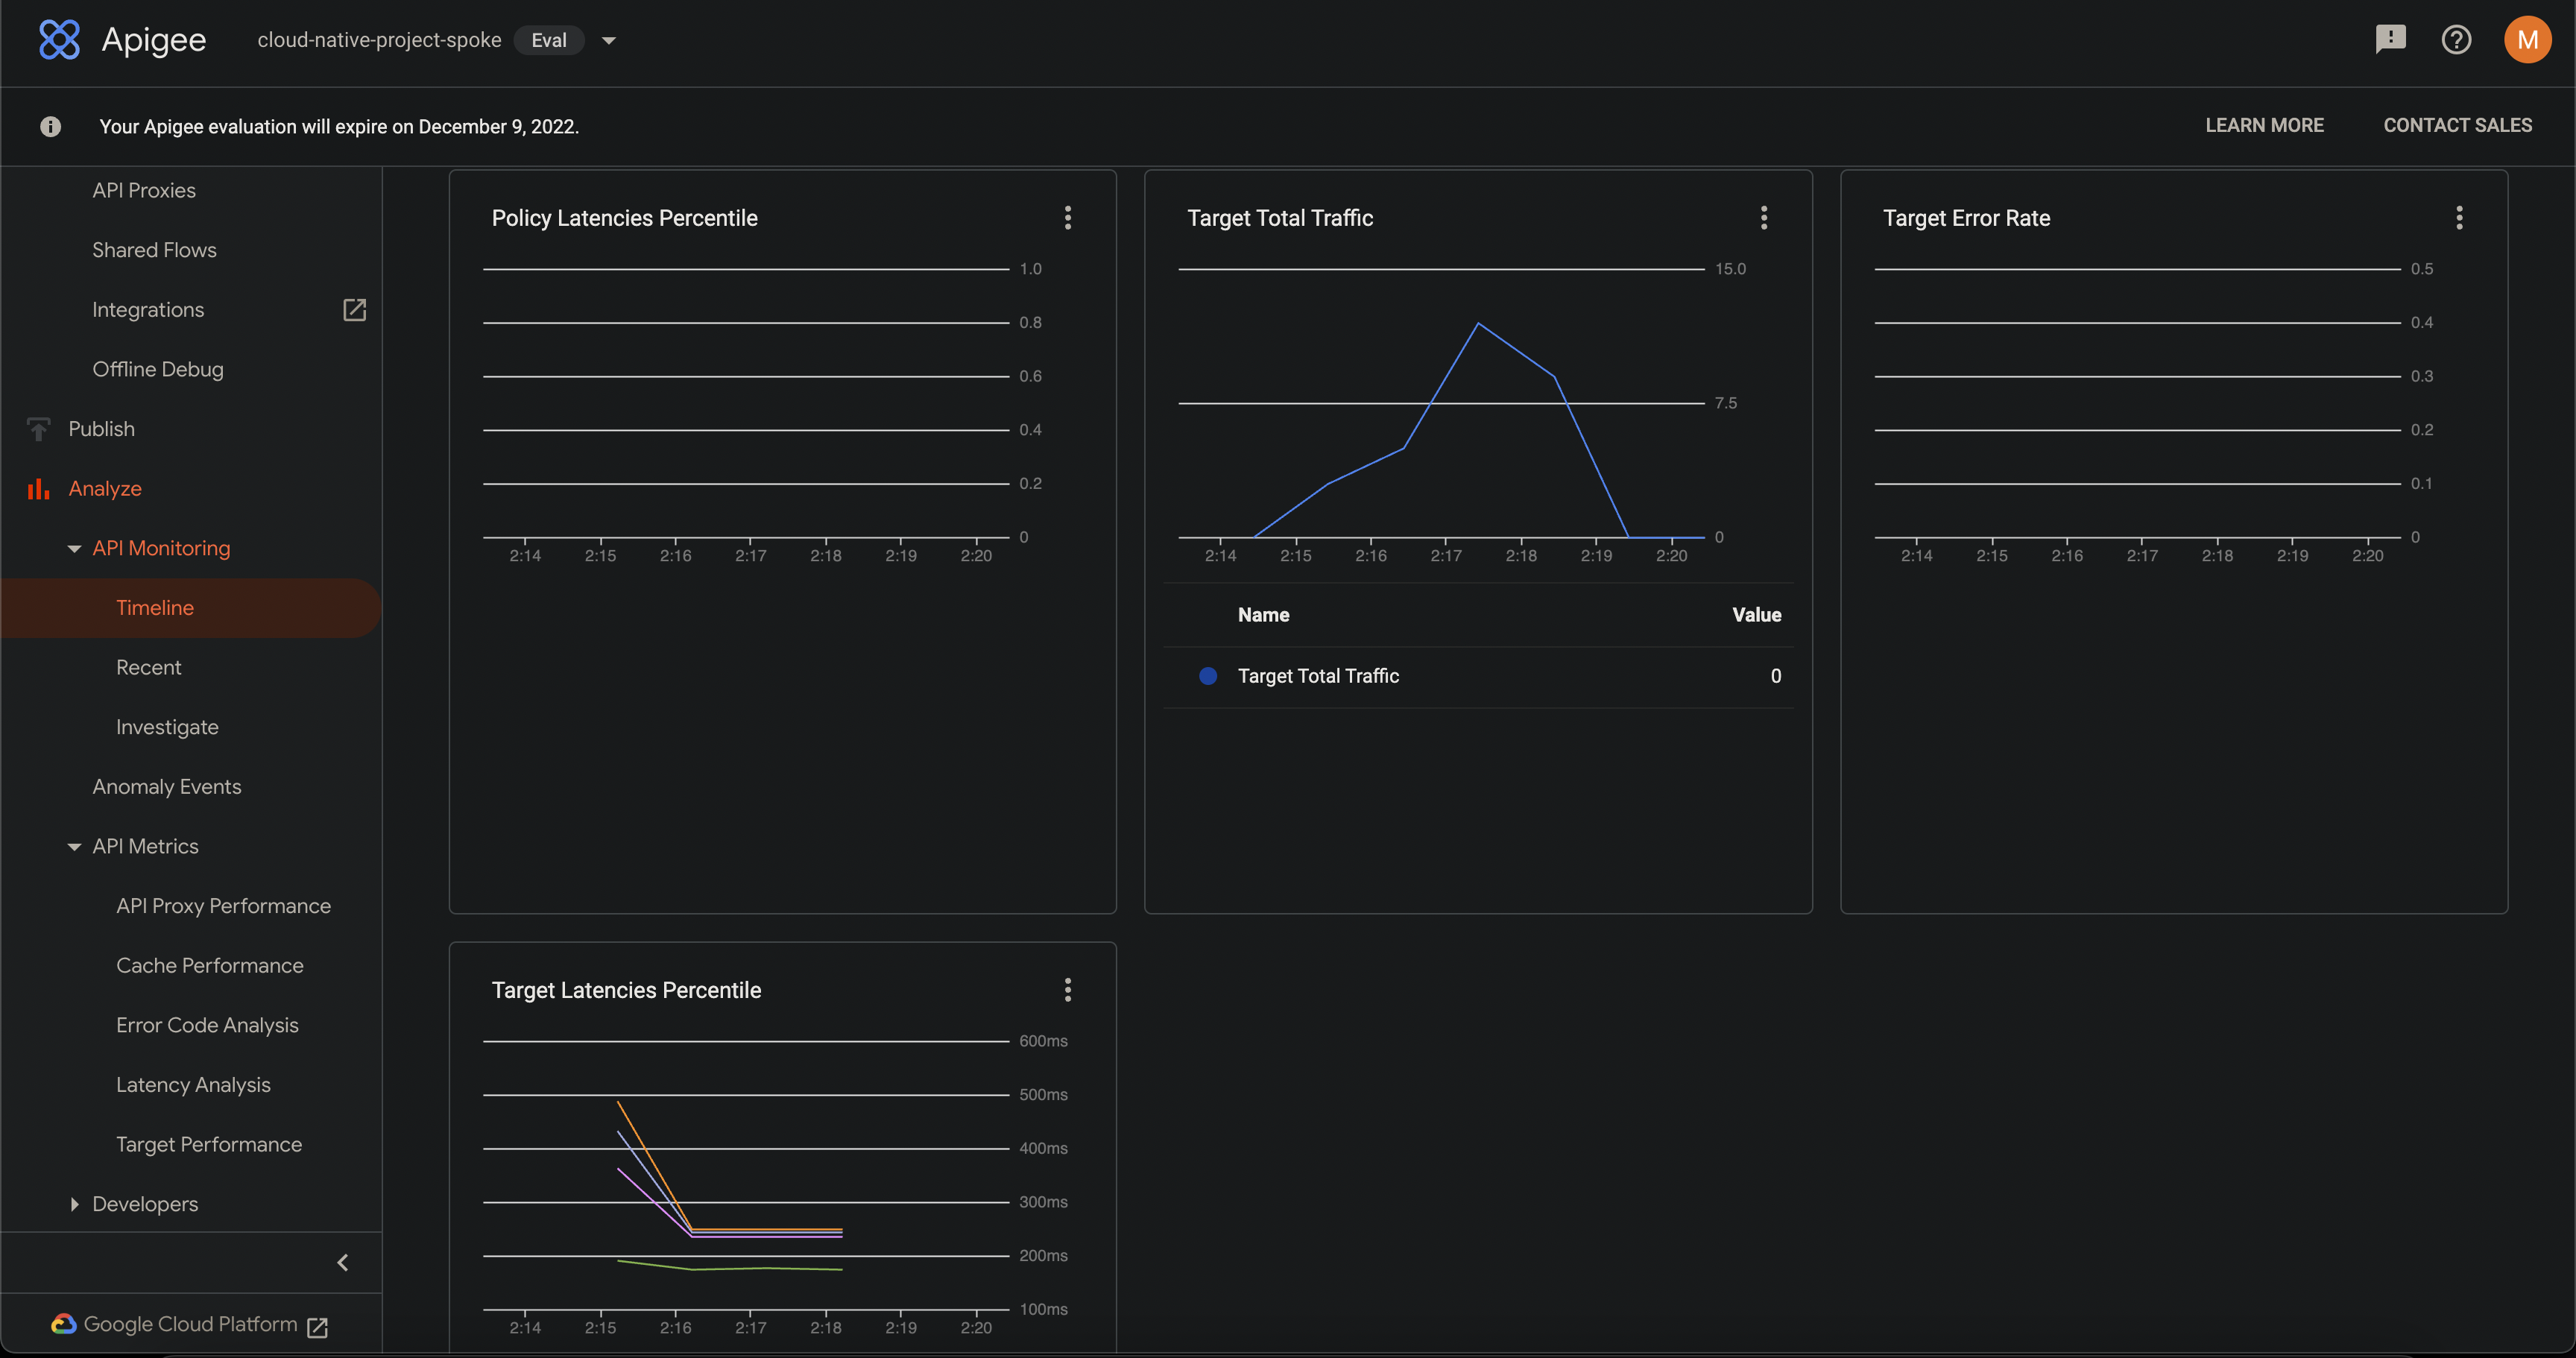 Apigee
cloud-native-project-spoke Eval
M
Your Apigee evaluation will expire on December 9, 2022.
LEARN MORE
CONTACT SALES
API Proxies
Shared Flows
Integrations
Offline Debug
Publish
Analyze
API Monitoring
Timeline
Recent
Investigate
Anomaly Events
API Metrics
API Proxy Performance
Cache Performance
Error Code Analysis
Latency Analysis
Target Performance
Developers
Google Cloud Platform
Policy Latencies Percentile
1.0
0.8
0.6
0.4
0.2
0
2:14 2:15 2:16 2:17 2:18 2:19 2:20
Target Total Traffic
15.0
7.5
0
2:14 2:15 2:16 2:17 2:18 2:19 2:20
Name Value
Target Total Traffic 0
Target Error Rate
0.5
0.4
0.3
0.2
0.1
0
2:14 2:15 2:16 2:17 2:18 2:19 2:20
Target Latencies Percentile
600ms
500ms
400ms
300ms
200ms
100ms
2:14 2:15 2:16 2:17 2:18 2:19 2:20